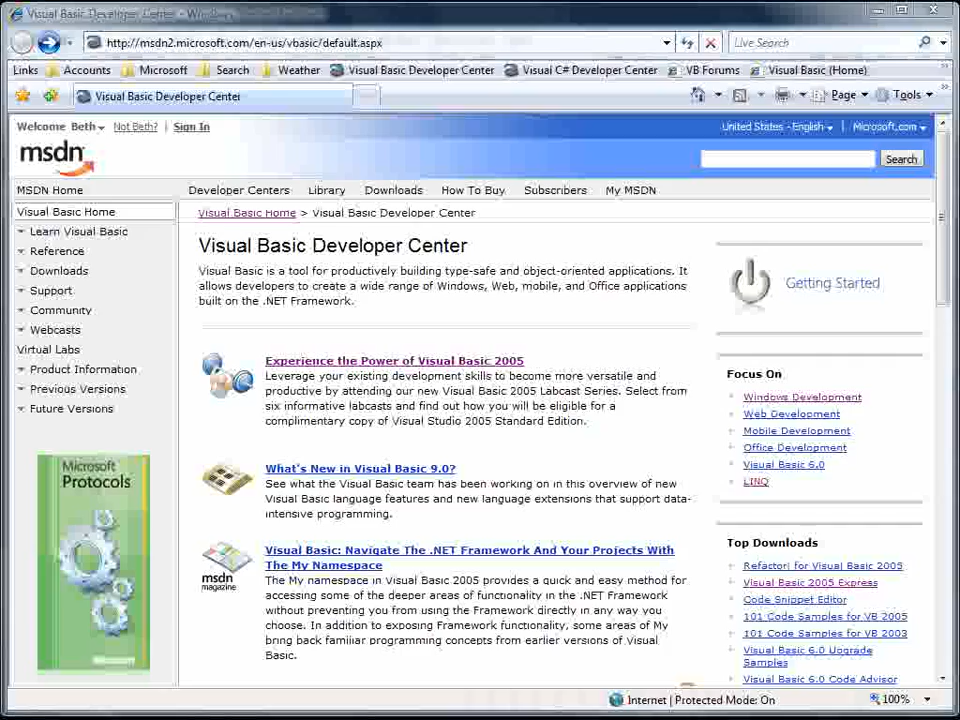 Visual Basic Developer Center - Windows
http://msdn2.microsoft.com/en-us/vbasic/default.aspx
Live Search
Links Accounts Microsoft Search Weather Visual Basic Developer Center Visual C# Developer Center VB Forums Visual Basic (Home)
Visual Basic Developer Center
Page Tools
Welcome Beth Not Beth? | Sign In
United States - English | Microsoft.com
msdn
Search
MSDN Home
Developer Centers Library Downloads How To Buy Subscribers My MSDN
Visual Basic Home
Learn Visual Basic
Reference
Downloads
Support
Community
Webcasts
Virtual Labs
Product Information
Previous Versions
Future Versions
Microsoft
Protocols
Visual Basic Home > Visual Basic Developer Center
Visual Basic Developer Center
Visual Basic is a tool for productively building type-safe and object-oriented applications. It
allows developers to create a wide range of Windows, Web, mobile, and Office applications
built on the .NET Framework.
Experience the Power of Visual Basic 2005
Leverage your existing development skills to become more versatile and
productive by attending our new Visual Basic 2005 Labcast Series. Select from
six informative labcasts and find out how you will be eligible for a
complimentary copy of Visual Studio 2005 Standard Edition.
What's New in Visual Basic 9.0?
See what the Visual Basic team has been working on in this overview of new
Visual Basic language features and new language extensions that support data-
intensive programming.
msdn
magazine
Visual Basic: Navigate The .NET Framework And Your Projects With
The My Namespace
The My namespace in Visual Basic 2005 provides a quick and easy method for
accessing some of the deeper areas of functionality in the .NET Framework
without preventing you from using the Framework directly in any way you
choose. In addition to exposing Framework functionality, some areas of My
bring back familiar programming concepts from earlier versions of Visual
Basic.
Getting Started
Focus On
Windows Development
Web Development
Mobile Development
Office Development
Visual Basic 6.0
LINQ
Top Downloads
Refactor! for Visual Basic 2005
Visual Basic 2005 Express
Code Snippet Editor
101 Code Samples for VB 2005
101 Code Samples for VB 2003
Visual Basic 6.0 Upgrade
Samples
Visual Basic 6.0 Code Advisor
Internet | Protected Mode: On
100%